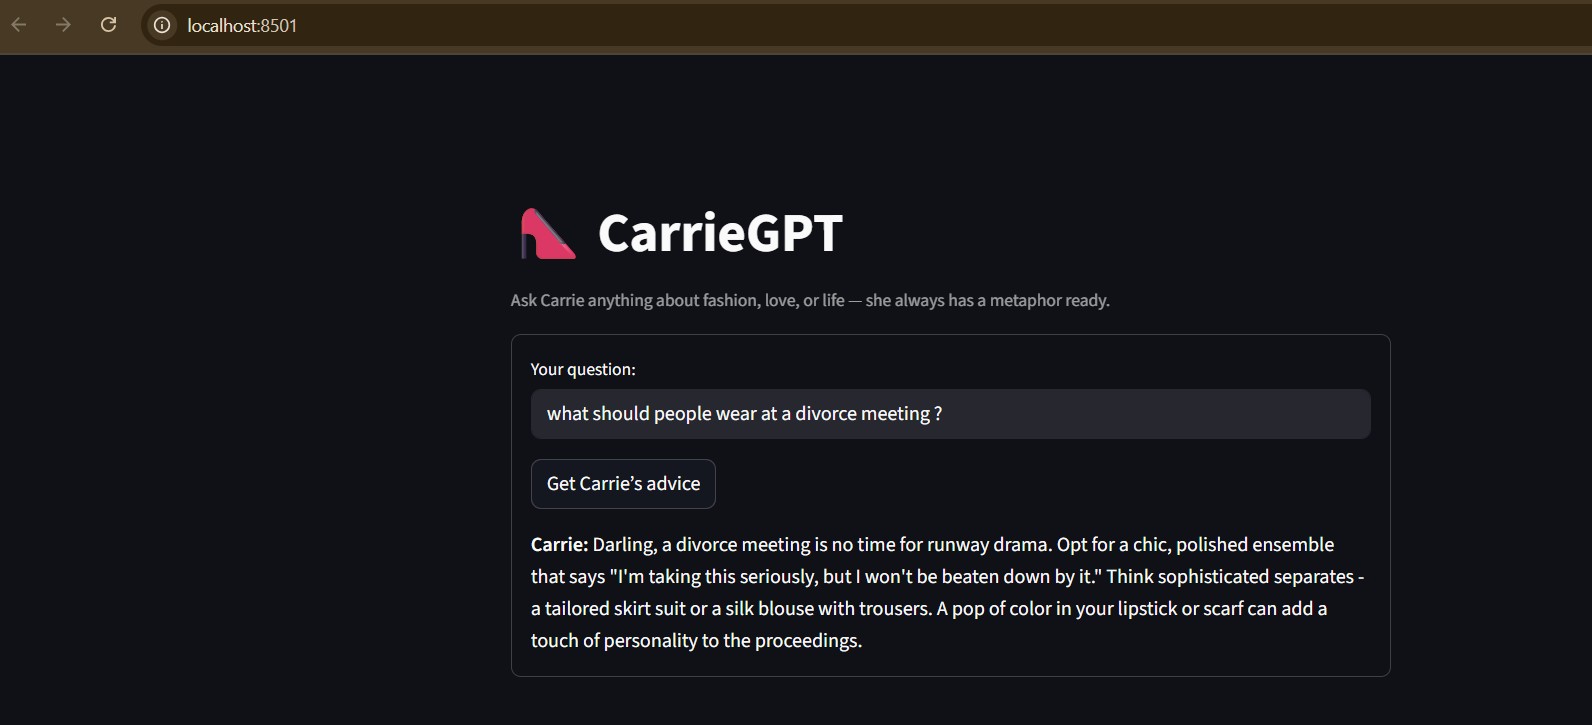 localhost:8501
CarrieGPT
Ask Carrie anything about fashion, love, or life — she always has a metaphor ready.
Your question:
what should people wear at a divorce meeting ?
Get Carrie’s advice
Carrie: Darling, a divorce meeting is no time for runway drama. Opt for a chic, polished ensemble
that says "I'm taking this seriously, but I won't be beaten down by it." Think sophisticated separates -
a tailored skirt suit or a silk blouse with trousers. A pop of color in your lipstick or scarf can add a
touch of personality to the proceedings.